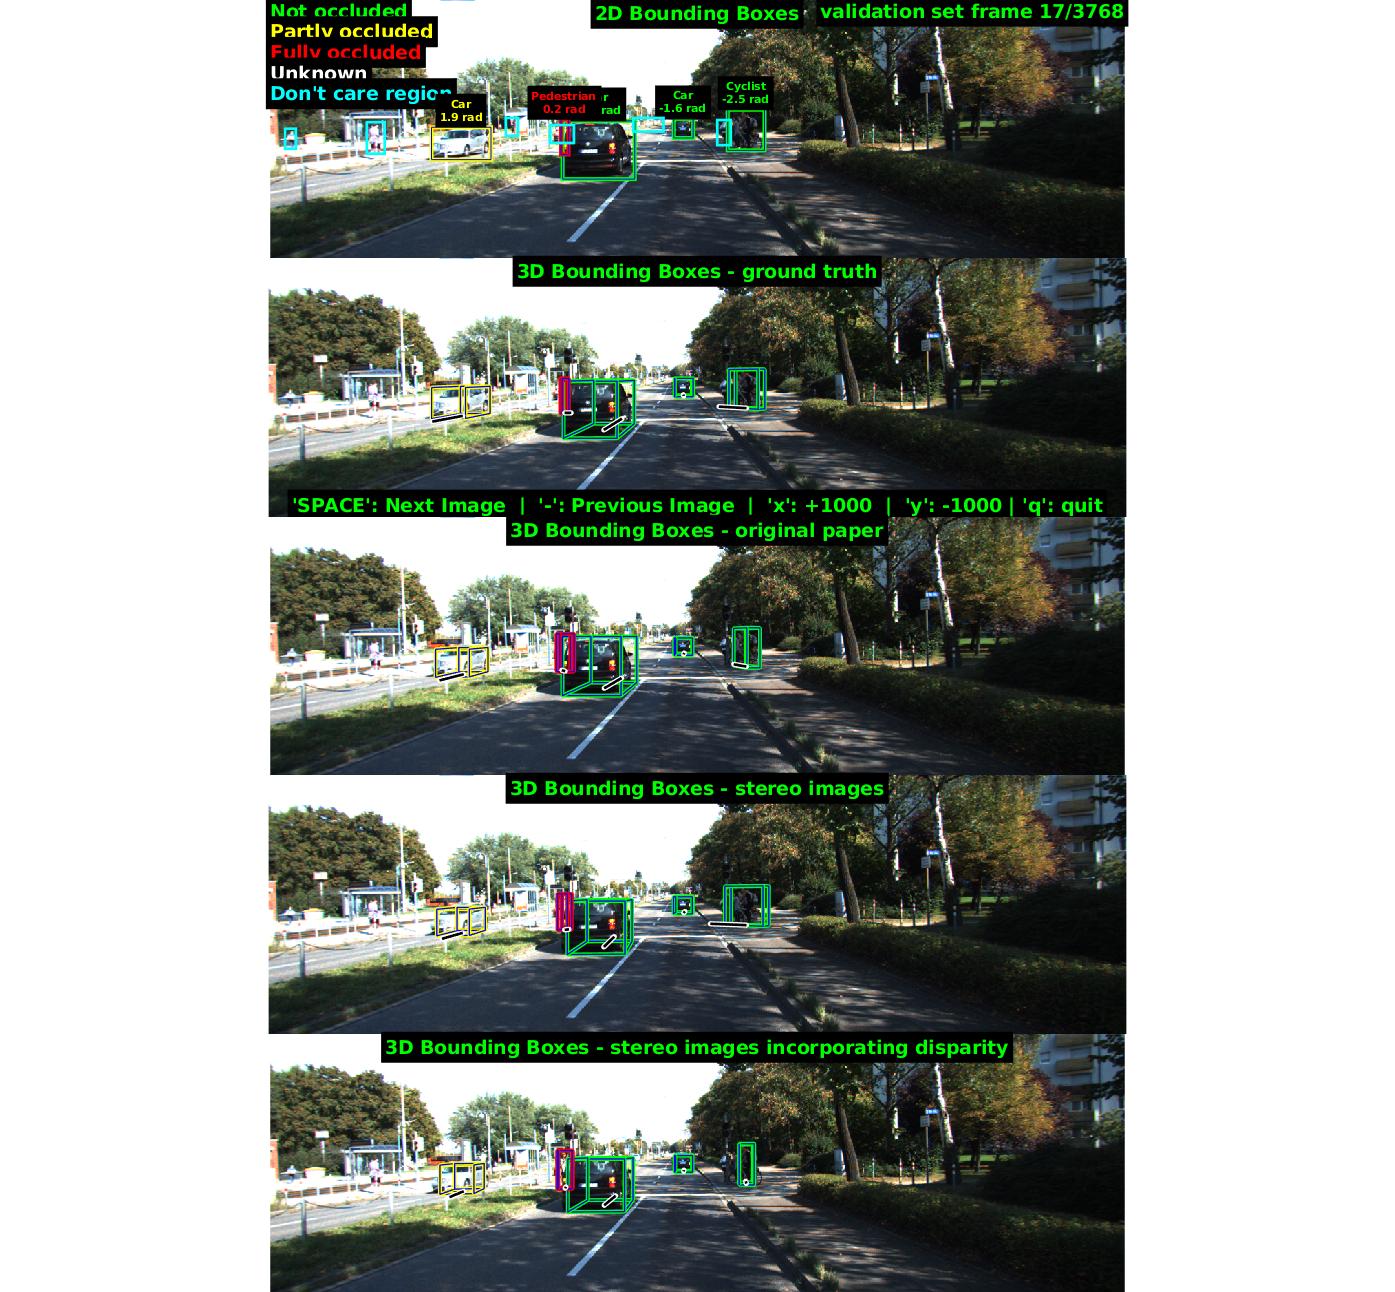 Not occluded
Partly occluded
Fully occluded
Unknown
Don't care region
2D Bounding Boxes
validation set frame 17/3768
Car
1.9 rad
Pedestrian
0.2 rad
r
rad
Car
-1.6 rad
Cyclist
-2.5 rad
3D Bounding Boxes - ground truth
'SPACE': Next Image | '-': Previous Image | 'x': +1000 | 'y': -1000 | 'q': quit
3D Bounding Boxes - original paper
3D Bounding Boxes - stereo images
3D Bounding Boxes - stereo images incorporating disparity